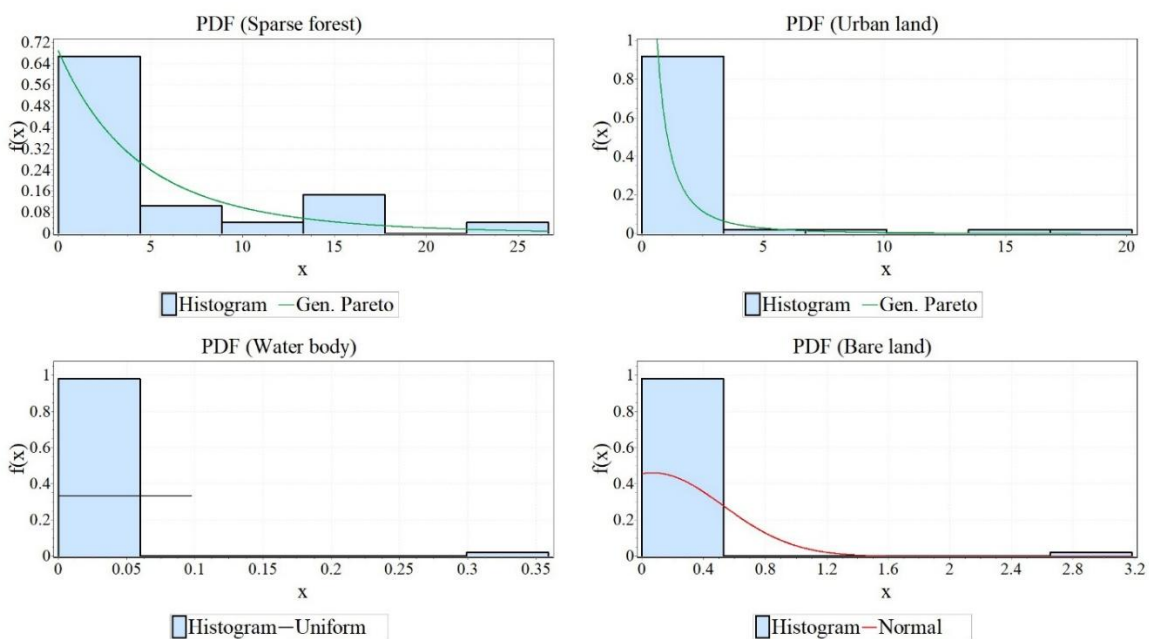 PDF (Sparse forest)
0.72
0.64
0.56
0.48
0.4
0.32
0.24
0.16
0.08
0
f(x)
0 5 10 15 20 25
x
Histogram Gen. Pareto
PDF (Urban land)
1
0.8
0.6
0.4
0.2
0
f(x)
0 5 10 15 20
x
Histogram Gen. Pareto
PDF (Water body)
1
0.8
0.6
0.4
0.2
0
f(x)
0 0.05 0.1 0.15 0.2 0.25 0.3 0.35
x
Histogram Uniform
PDF (Bare land)
1
0.8
0.6
0.4
0.2
0
f(x)
0 0.4 0.8 1.2 1.6 2 2.4 2.8 3.2
x
Histogram Normal